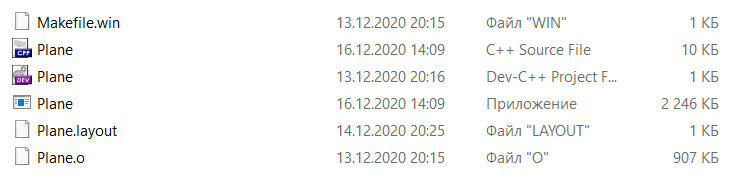 Makefile.win 13.12.2020 20:15 Файл "WIN" 1 КБ
CPP Plane 16.12.2020 14:09 C++ Source File 10 КБ
DEV Plane 13.12.2020 20:16 Dev-C++ Project F... 1 КБ
Plane 16.12.2020 14:09 Приложение 2 246 КБ
Plane.layout 14.12.2020 20:25 Файл "LAYOUT" 1 КБ
Plane.o 13.12.2020 20:15 Файл "O" 907 КБ